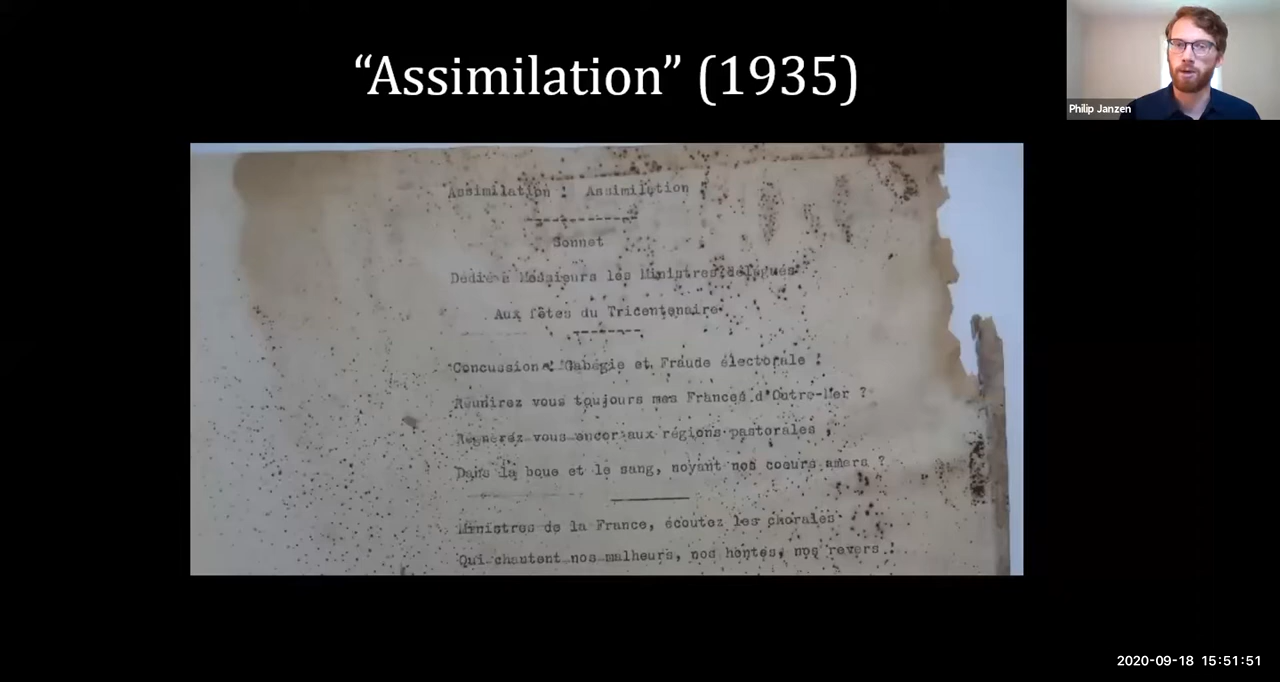 “Assimilation” (1935)
Philip Janzen
Assimilation : Assimilation :
Sonnet
Dédié à Messieurs les Ministres délégués
Aux fêtes du Tricentenaire
Concussion Gabégie et Fraude électorale :
Réunirez vous toujours mes Frances d'Outre-Mer ?
Regnerez vous encor aux régions pastorales ,
Dans la boue et le sang, noyant nos coeurs amers ?
Ministres de la France, écoutez les chorales
Qui chantent nos malheurs, nos hontes, nos revers :
2020-09-18 15:51:51